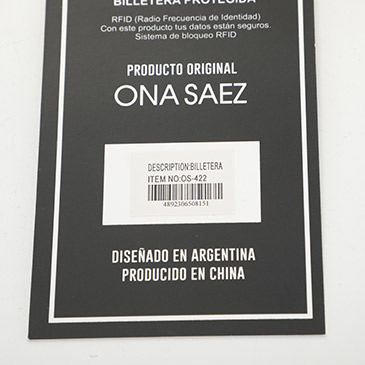 BILLETERA PROTEGIDA
RFID (Radio Frecuencia de Identidad)
Con este producto tus datos están seguros.
Sistema de bloqueo RFID
PRODUCTO ORIGINAL
ONA SAEZ
DESCRIPTION:BILLETERA
ITEM NO:OS-422
4892306508151
DISEÑADO EN ARGENTINA
PRODUCIDO EN CHINA